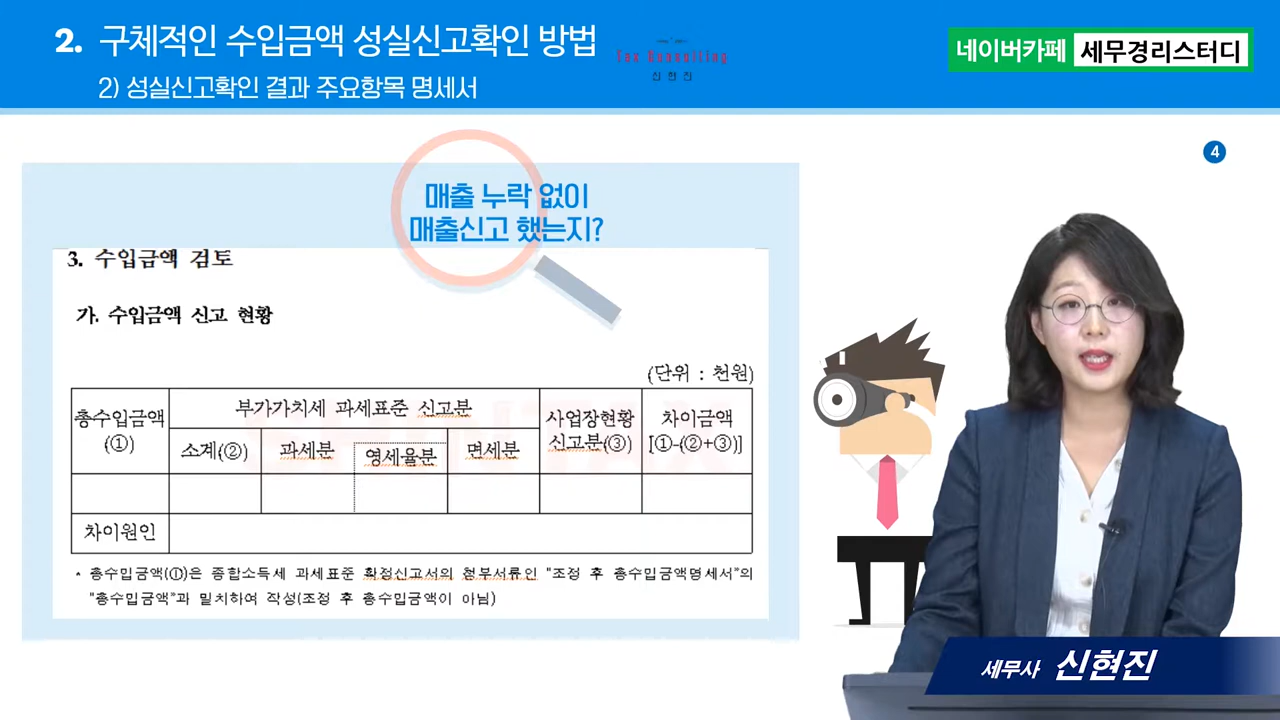 2. 구체적인 수입금액 성실신고확인 방법
2) 성실신고확인 결과 주요항목 명세서
Tax Konsulting
신현진
네이버카페 세무경리스터디
4
매출 누락 없이
매출신고 했는지?
3. 수입금액 검토
가. 수입금액 신고 현황
(단위 : 천원)
총수입금액
(①)
부가가치세 과세표준 신고분
소계(②)
과세분
영세율분
면세분
사업장현황
신고분(③)
차이금액
[①-(②+③)]
차이원인
* 총수입금액(①)은 종합소득세 과세표준 확정신고서의 첨부서류인 "조정 후 총수입금액명세서"의
"총수입금액"과 일치하여 작성(조정 후 총수입금액이 아님)
세무사 신현진